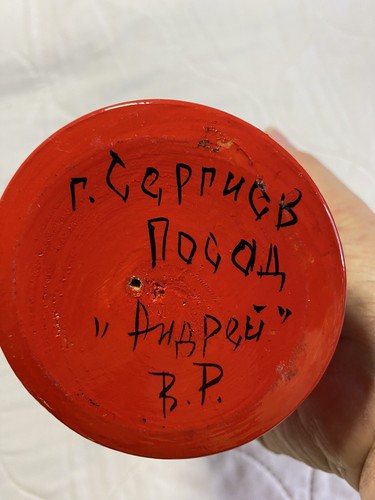 г. Сергиев
Посад
„Андрей"
В.Р.